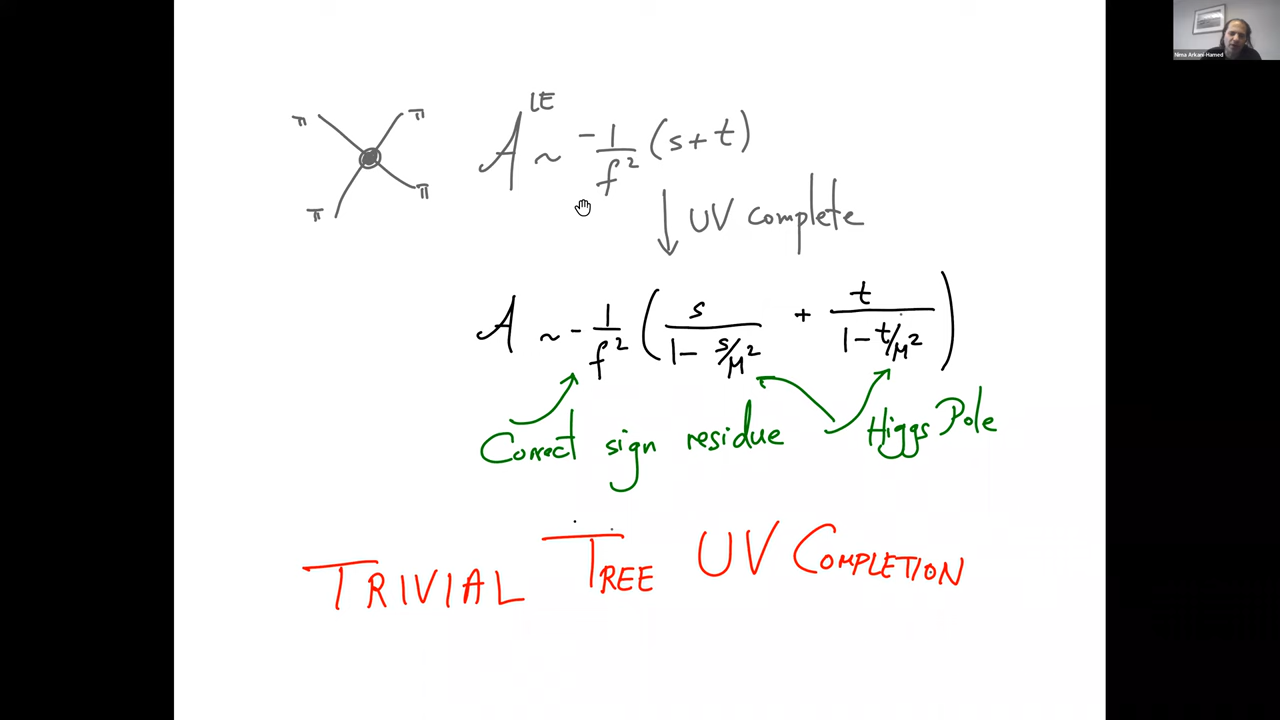 π π A^LE ~ -1/f² (s+t)
π π ↓ UV complete
A ~ - 1/f² ( s/(1 - s/M²) + t/(1 - t/M²) )
Correct sign residue Higgs Pole
TRIVIAL TREE UV COMPLETION
Nima Arkani-Hamed